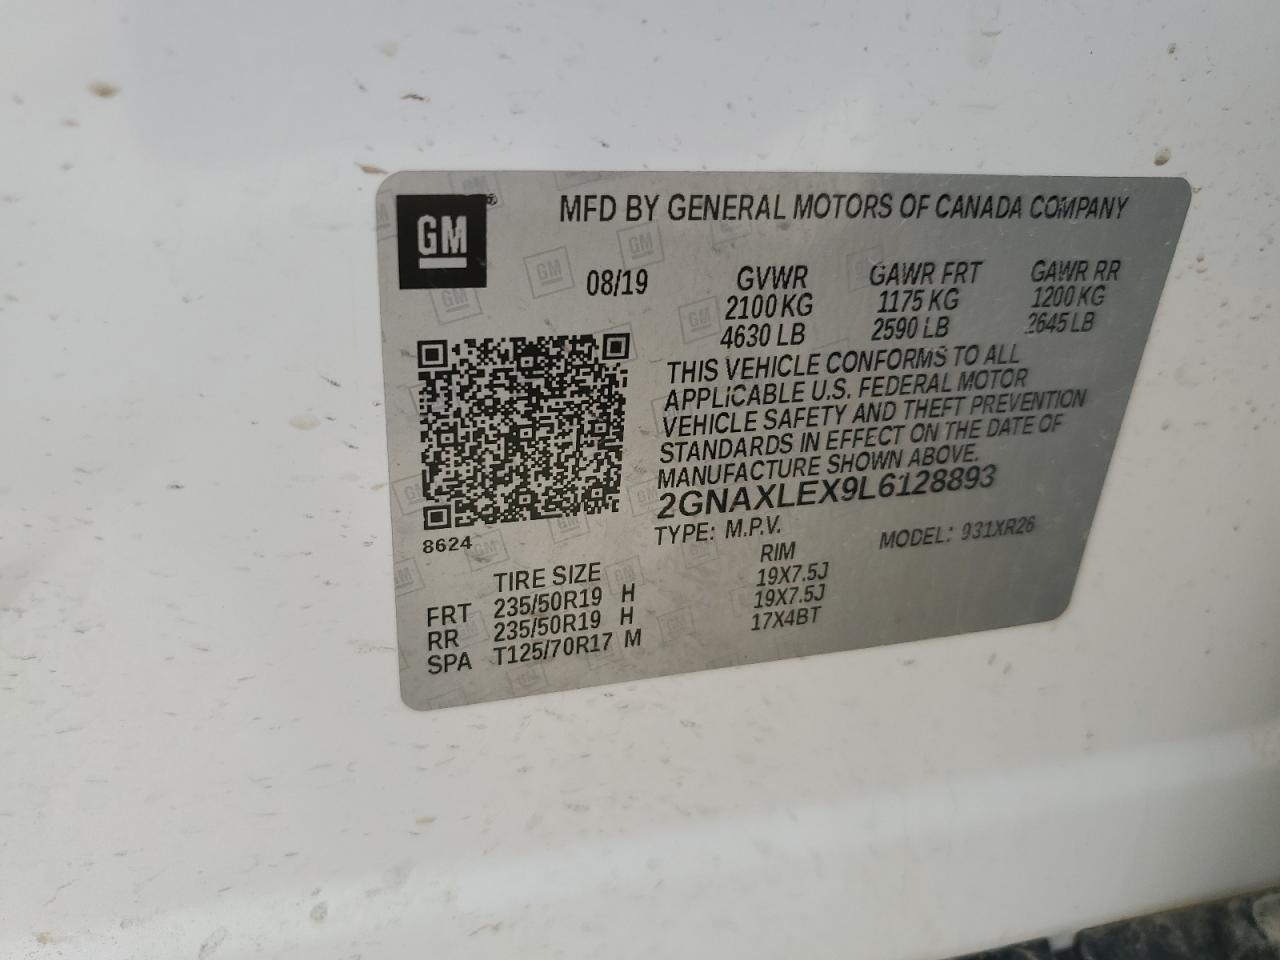 GM
MFD BY GENERAL MOTORS OF CANADA COMPANY
08/19 GVWR GAWR FRT GAWR RR
2100 KG 1175 KG 1200 KG
4630 LB 2590 LB 2645 LB
THIS VEHICLE CONFORMS TO ALL
APPLICABLE U.S. FEDERAL MOTOR
VEHICLE SAFETY AND THEFT PREVENTION
STANDARDS IN EFFECT ON THE DATE OF
MANUFACTURE SHOWN ABOVE.
2GNAXLEX9L6128893
TYPE: M.P.V. MODEL: 931XR26
8624
TIRE SIZE RIM
FRT 235/50R19 H 19X7.5J
RR 235/50R19 H 19X7.5J
SPA T125/70R17 M 17X4BT